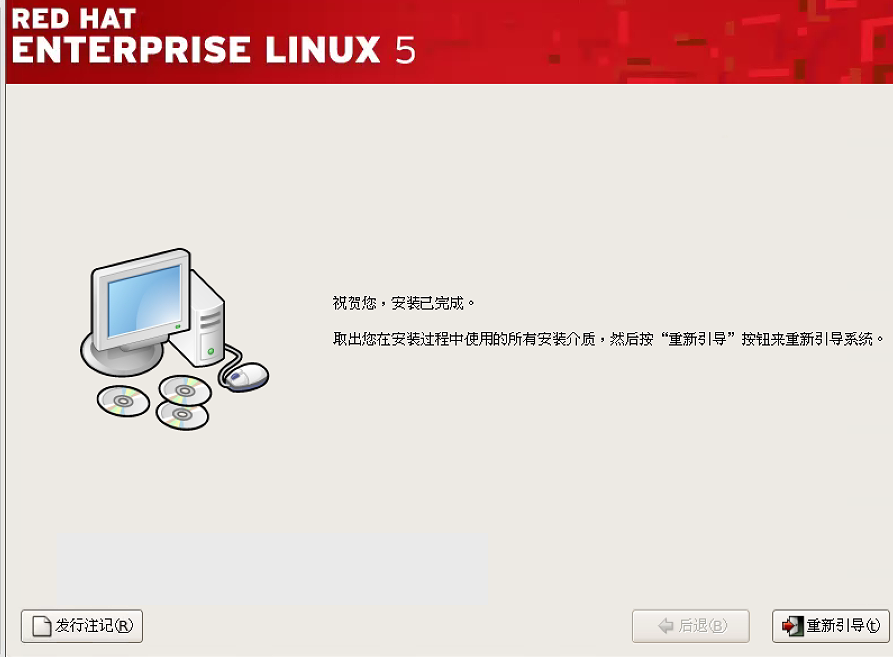 RED HAT
ENTERPRISE LINUX 5
祝贺您，安装已完成。
取出您在安装过程中使用的所有安装介质，然后按“重新引导”按钮来重新引导系统。
发行注记(R)
后退(B)
重新引导(t)